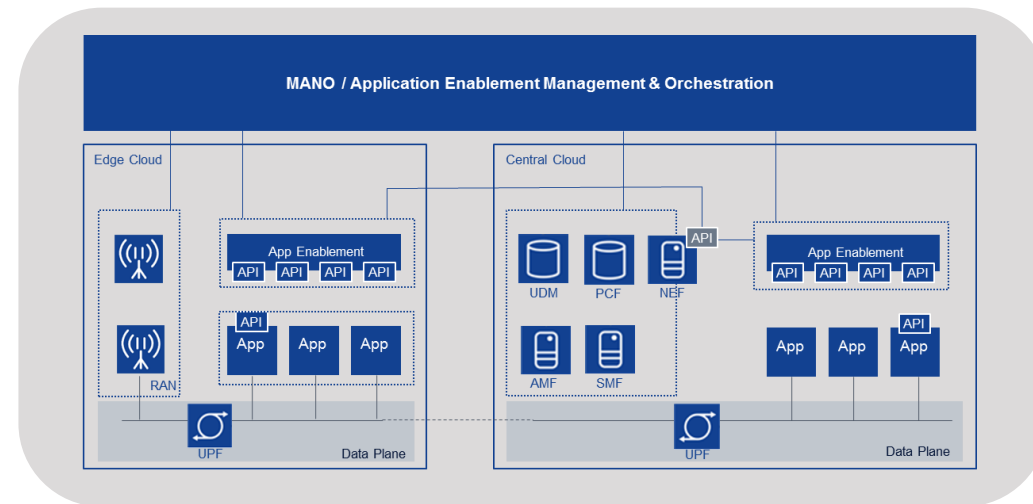 MANO / Application Enablement Management & Orchestration
Edge Cloud
App Enablement
API API API API
API
App App App
RAN
UPF
Data Plane
Central Cloud
API
UDM PCF NEF
App Enablement
API API API API
AMF SMF
API
App App App
UPF
Data Plane